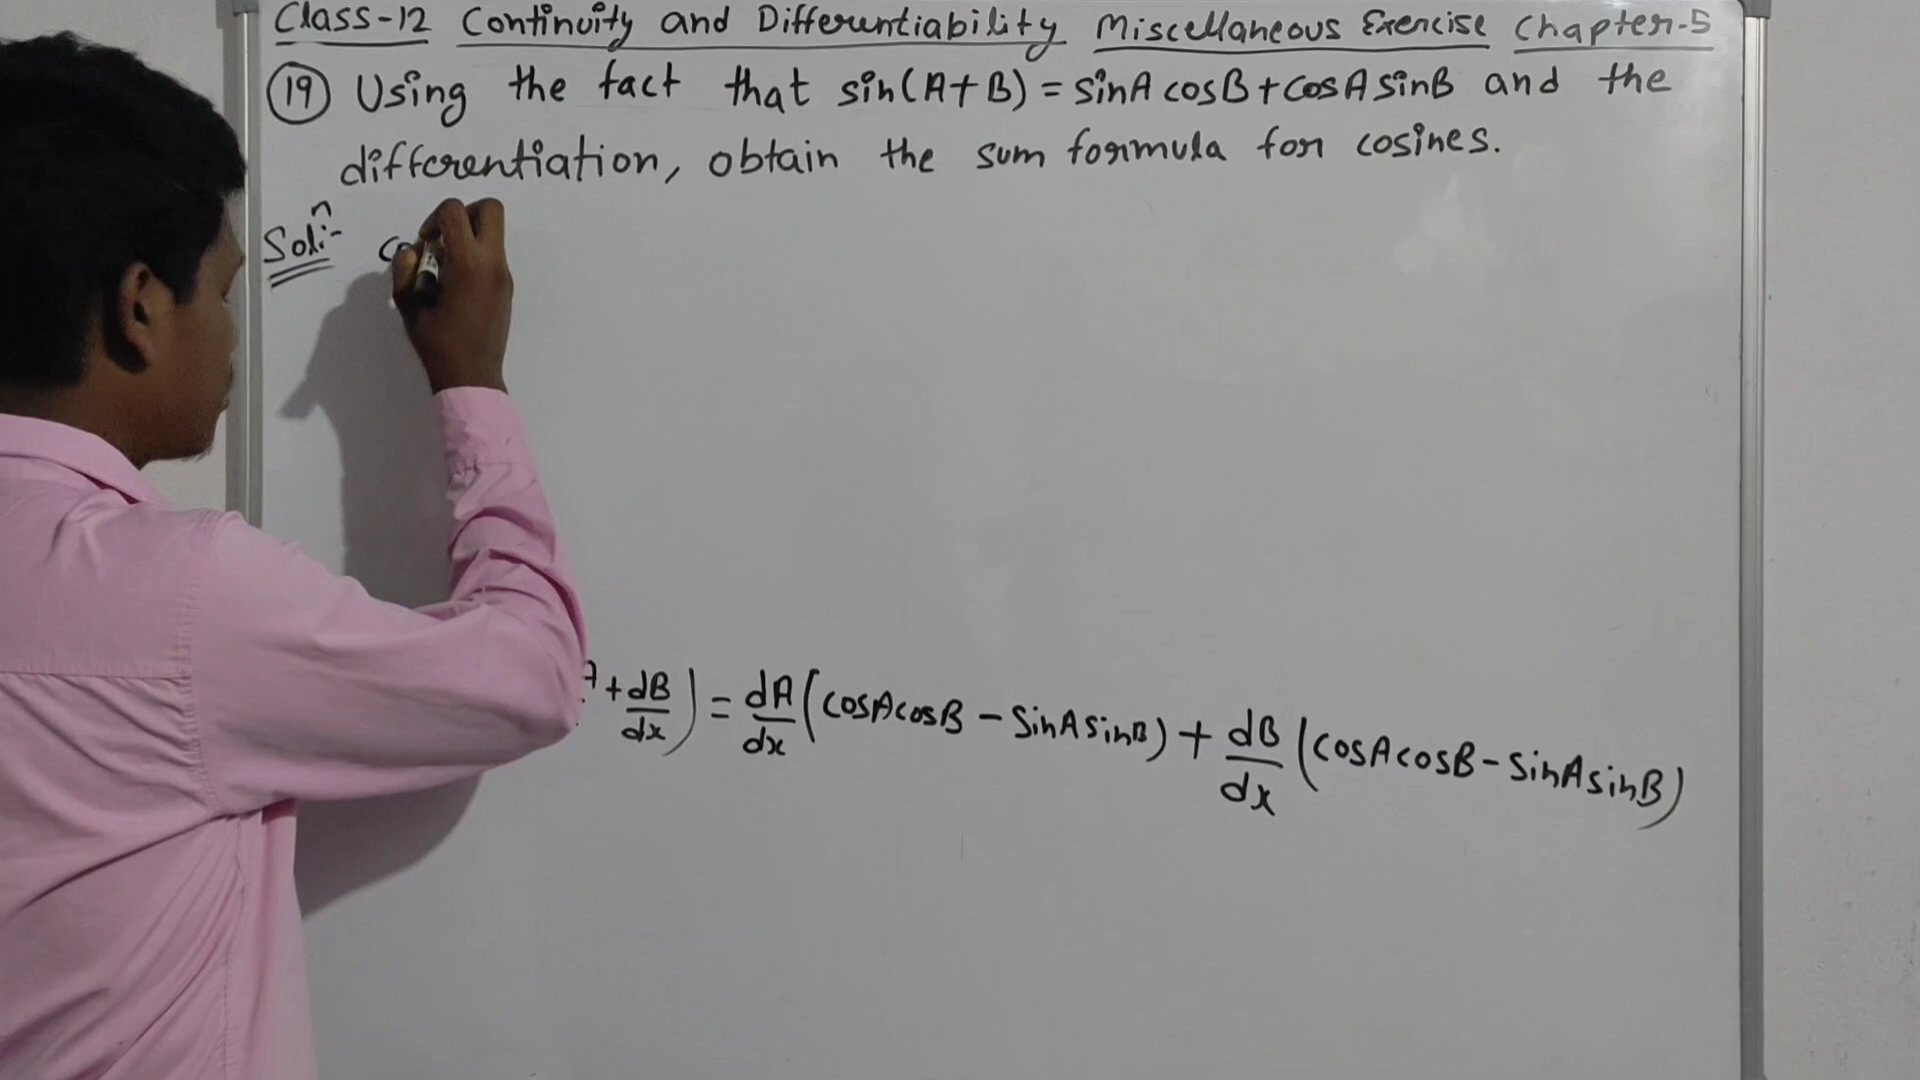 Class-12 Continuity and Differentiability Miscellaneous Exercise Chapter-5
19 Using the fact that sin(A+B) = sinA cosB + cosA sinB and the
differentiation, obtain the sum formula for cosines.
Solⁿ:-
+ dB/dx) = dA/dx (cosAcosB - sinAsinB) + dB/dx (cosAcosB - sinAsinB)